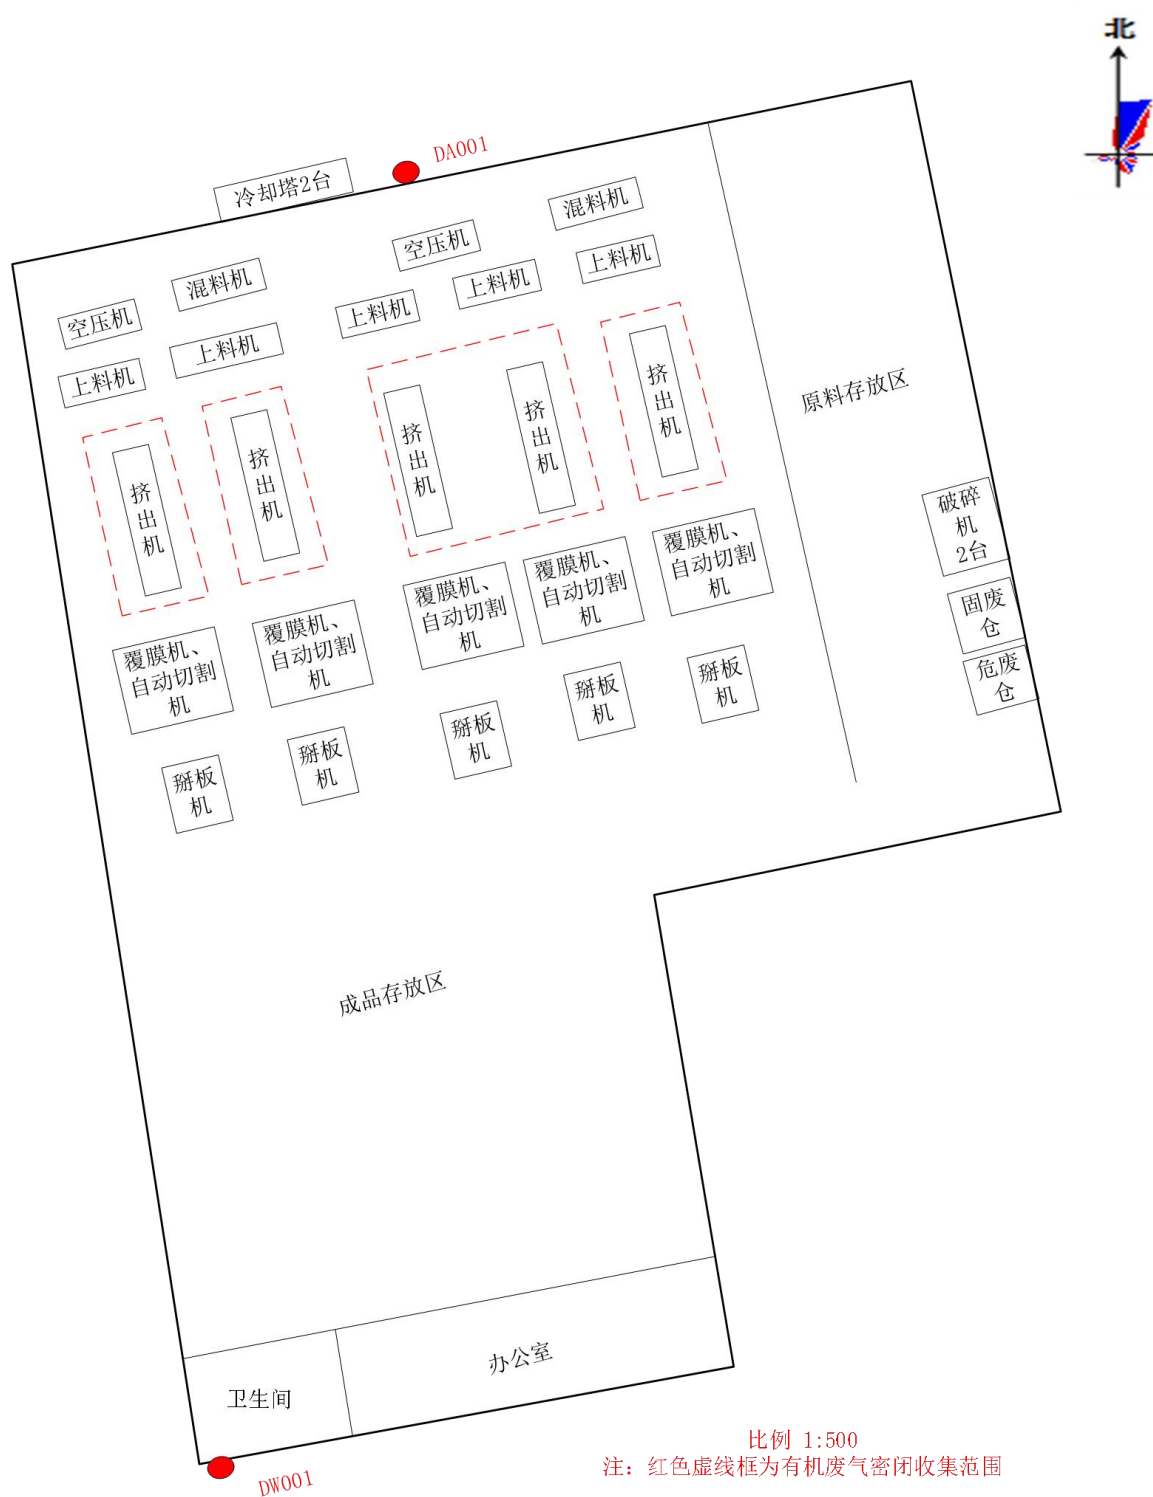 北
DA001
冷却塔2台
混料机
空压机
上料机
上料机
混料机
上料机
空压机
上料机
上料机
挤
出
机
挤
出
机
挤
出
机
挤
出
机
挤
出
机
原料存放区
破碎
机
2台
固废
仓
危废
仓
覆膜机、
自动切割
机
覆膜机、
自动切割
机
覆膜机、
自动切割
机
覆膜机、
自动切割
机
覆膜机、
自动切割
机
掰板
机
掰板
机
掰板
机
掰板
机
掰板
机
成品存放区
办公室
卫生间
DW001
比例 1:500
注：红色虚线框为有机废气密闭收集范围